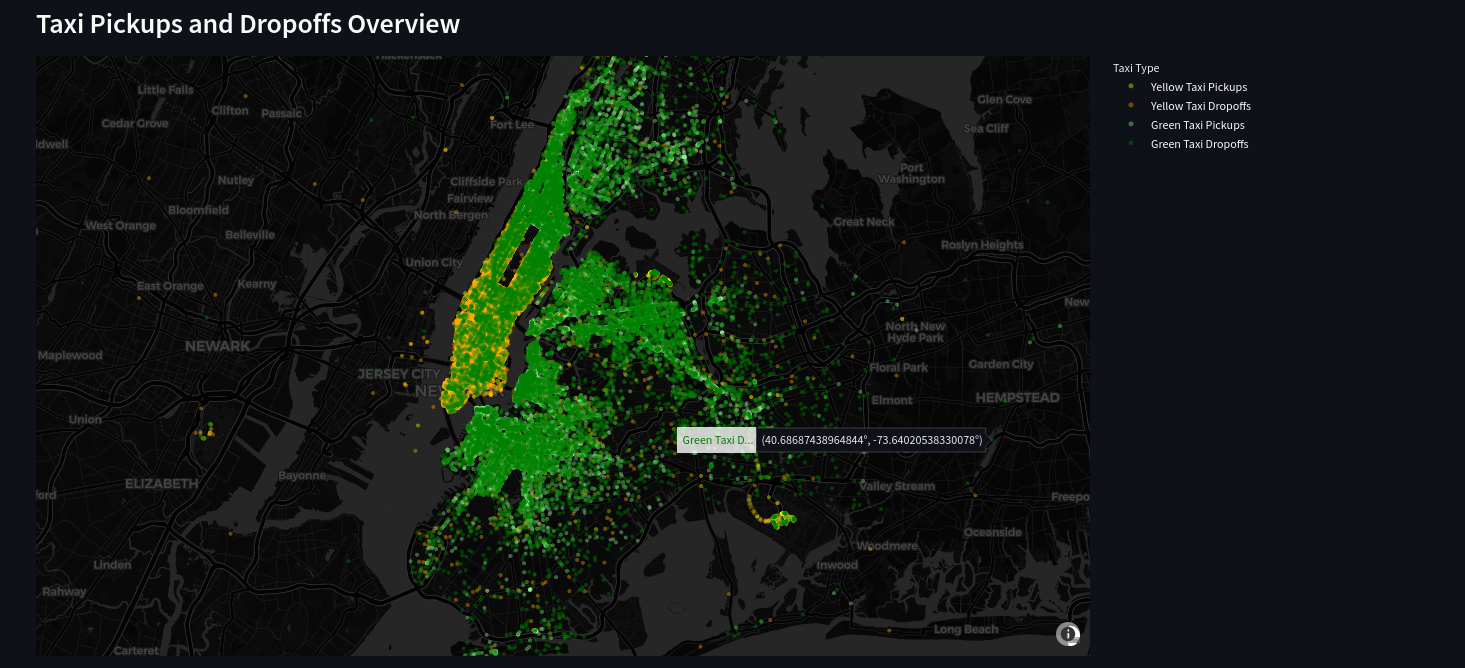 Taxi Pickups and Dropoffs Overview
Taxi Type
Yellow Taxi Pickups
Yellow Taxi Dropoffs
Green Taxi Pickups
Green Taxi Dropoffs
Little Falls
Clifton
Passaic
Cedar Grove
Fort Lee
Glen Cove
Sea Cliff
ldwell
Nutley
Cliffside Park
Fairview
North Bergen
Port
Washington
Bloomfield
West Orange
Belleville
Great Neck
Roslyn Heights
Union City
East Orange
Kearny
New
NEWARK
North New
Hyde Park
Maplewood
JERSEY CITY
NE
Floral Park
Garden City
Elmont
HEMPSTEAD
Union
Green Taxi D... (40.68687438964844°, -73.64020538330078°)
Bayonne
ELIZABETH
Valley Stream
ford
Freepo
Oceanside
Woodmere
Linden
Inwood
Rahway
Long Beach
Carteret